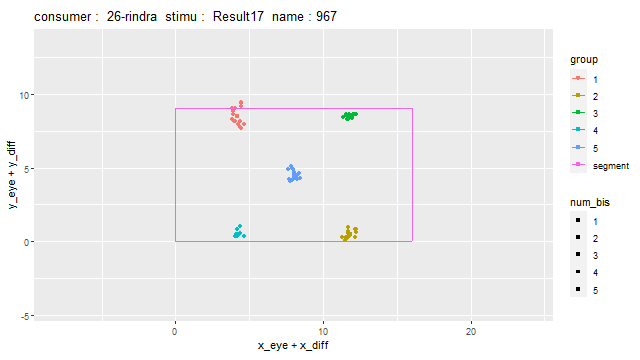 consumer : 26-rindra stimu : Result17 name : 967
10
5
0
-5
y_eye + y_diff
0
10
20
x_eye + x_diff
group
1
2
3
4
5
segment
num_bis
1
2
3
4
5